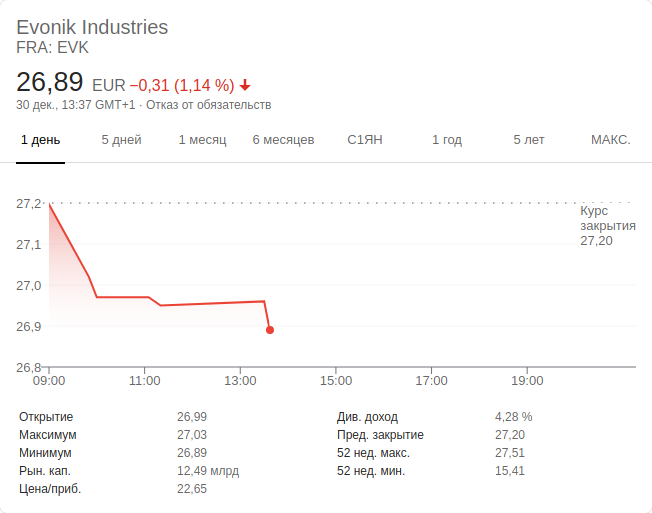 Evonik Industries
FRA: EVK
26,89 EUR −0,31 (1,14 %)
30 дек., 13:37 GMT+1 · Отказ от обязательств
1 день 5 дней 1 месяц 6 месяцев С1ЯН 1 год 5 лет МАКС.
27,2
Курс
закрытия
27,20
27,1
27,0
26,9
26,8
09:00 11:00 13:00 15:00 17:00 19:00
Открытие 26,99 Див. доход 4,28 %
Максимум 27,03 Пред. закрытие 27,20
Минимум 26,89 52 нед. макс. 27,51
Рын. кап. 12,49 млрд 52 нед. мин. 15,41
Цена/приб. 22,65